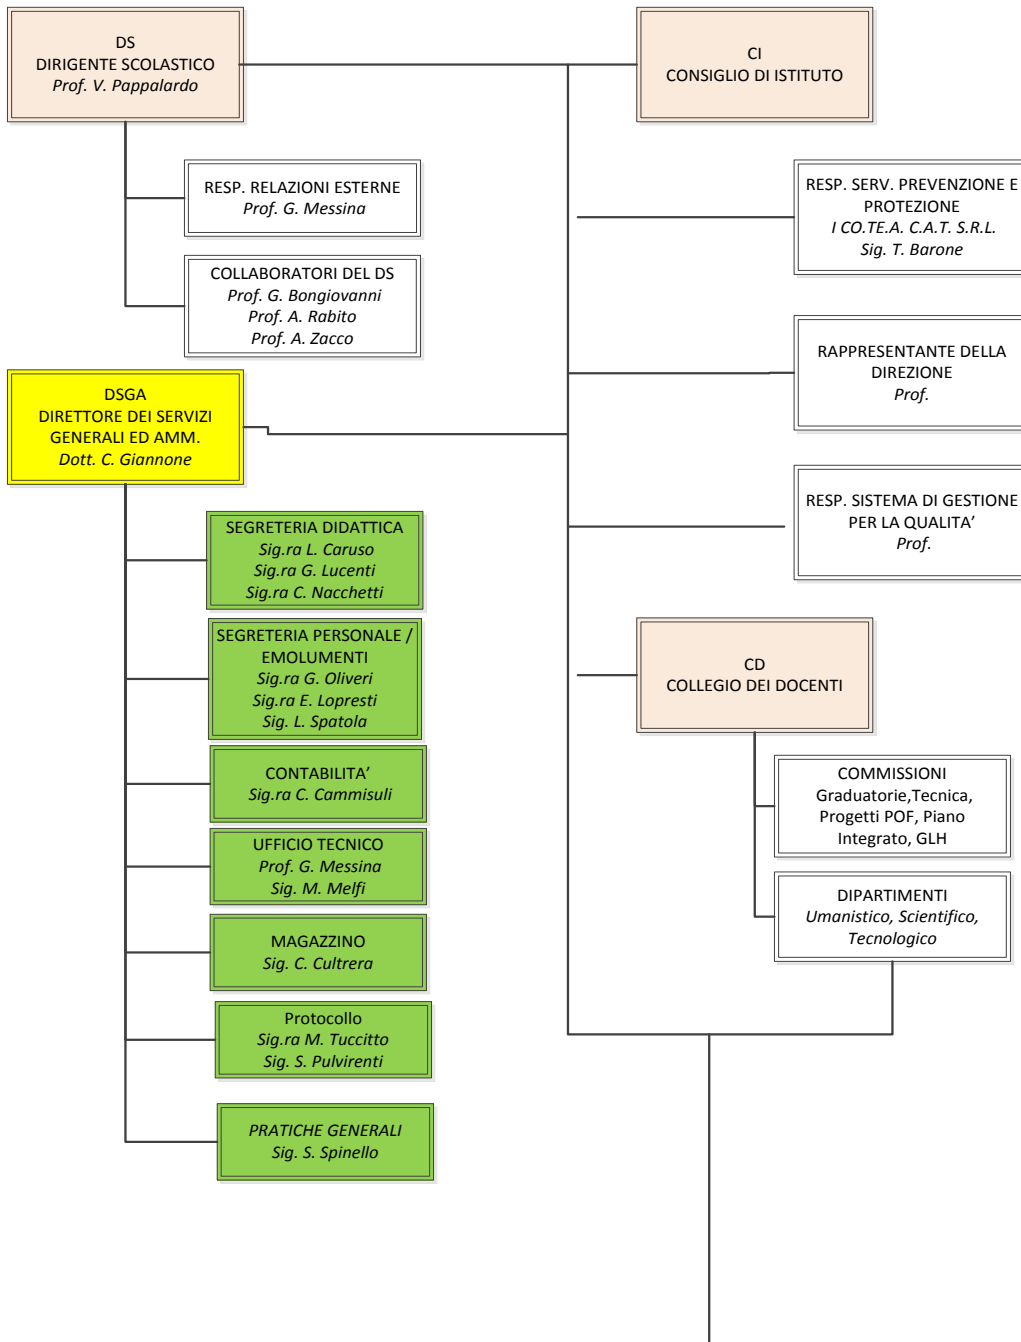 DS
DIRIGENTE SCOLASTICO
Prof. V. Pappalardo
CI
CONSIGLIO DI ISTITUTO
RESP. RELAZIONI ESTERNE
Prof. G. Messina
RESP. SERV. PREVENZIONE E
PROTEZIONE
I CO.TE.A. C.A.T. S.R.L.
Sig. T. Barone
COLLABORATORI DEL DS
Prof. G. Bongiovanni
Prof. A. Rabito
Prof. A. Zacco
RAPPRESENTANTE DELLA
DIREZIONE
Prof.
DSGA
DIRETTORE DEI SERVIZI
GENERALI ED AMM.
Dott. C. Giannone
RESP. SISTEMA DI GESTIONE
PER LA QUALITA’
Prof.
SEGRETERIA DIDATTICA
Sig.ra L. Caruso
Sig.ra G. Lucenti
Sig.ra C. Nacchetti
SEGRETERIA PERSONALE /
EMOLUMENTI
Sig.ra G. Oliveri
Sig.ra E. Lopresti
Sig. L. Spatola
CD
COLLEGIO DEI DOCENTI
CONTABILITA’
Sig.ra C. Cammisuli
COMMISSIONI
Graduatorie,Tecnica,
Progetti POF, Piano
Integrato, GLH
UFFICIO TECNICO
Prof. G. Messina
Sig. M. Melfi
DIPARTIMENTI
Umanistico, Scientifico,
Tecnologico
MAGAZZINO
Sig. C. Cultrera
Protocollo
Sig.ra M. Tuccitto
Sig. S. Pulvirenti
PRATICHE GENERALI
Sig. S. Spinello